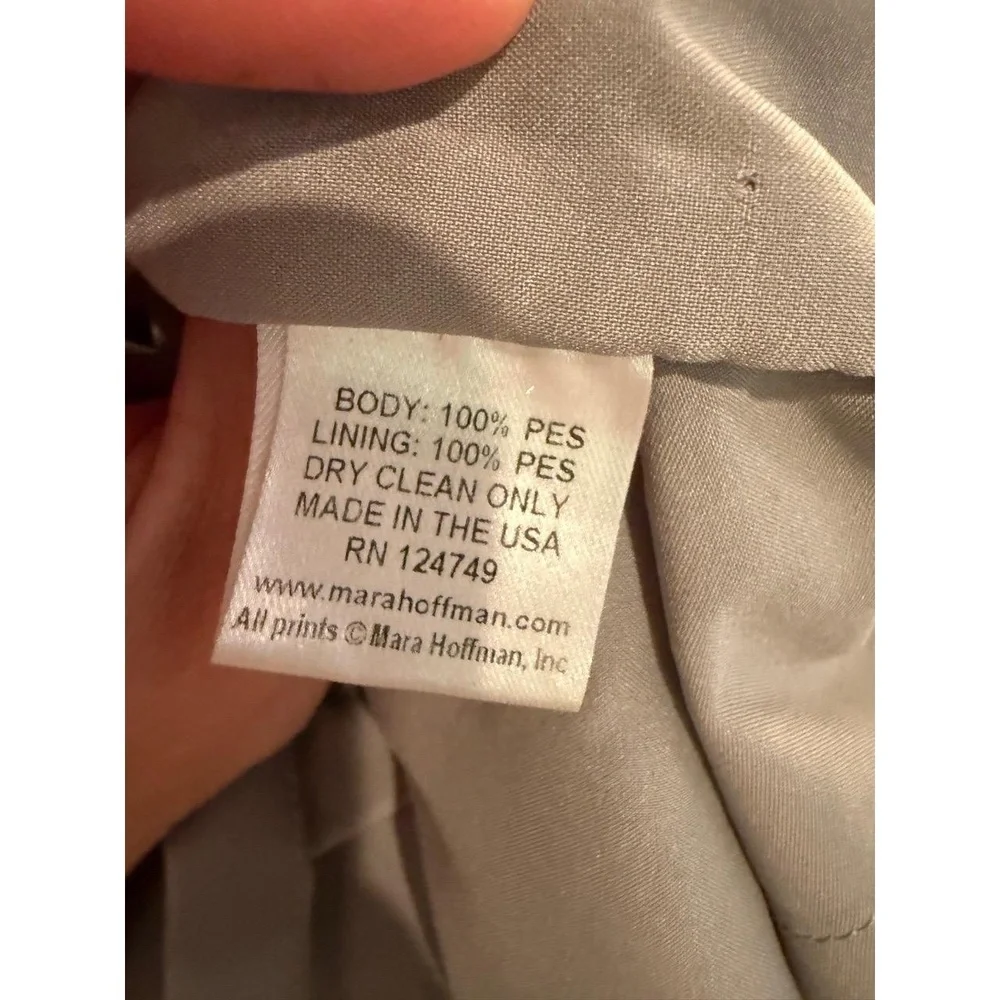 BODY: 100% PES
LINING: 100% PES
DRY CLEAN ONLY
MADE IN THE USA
RN 124749
www.marahoffman.com
All prints ©Mara Hoffman, Inc